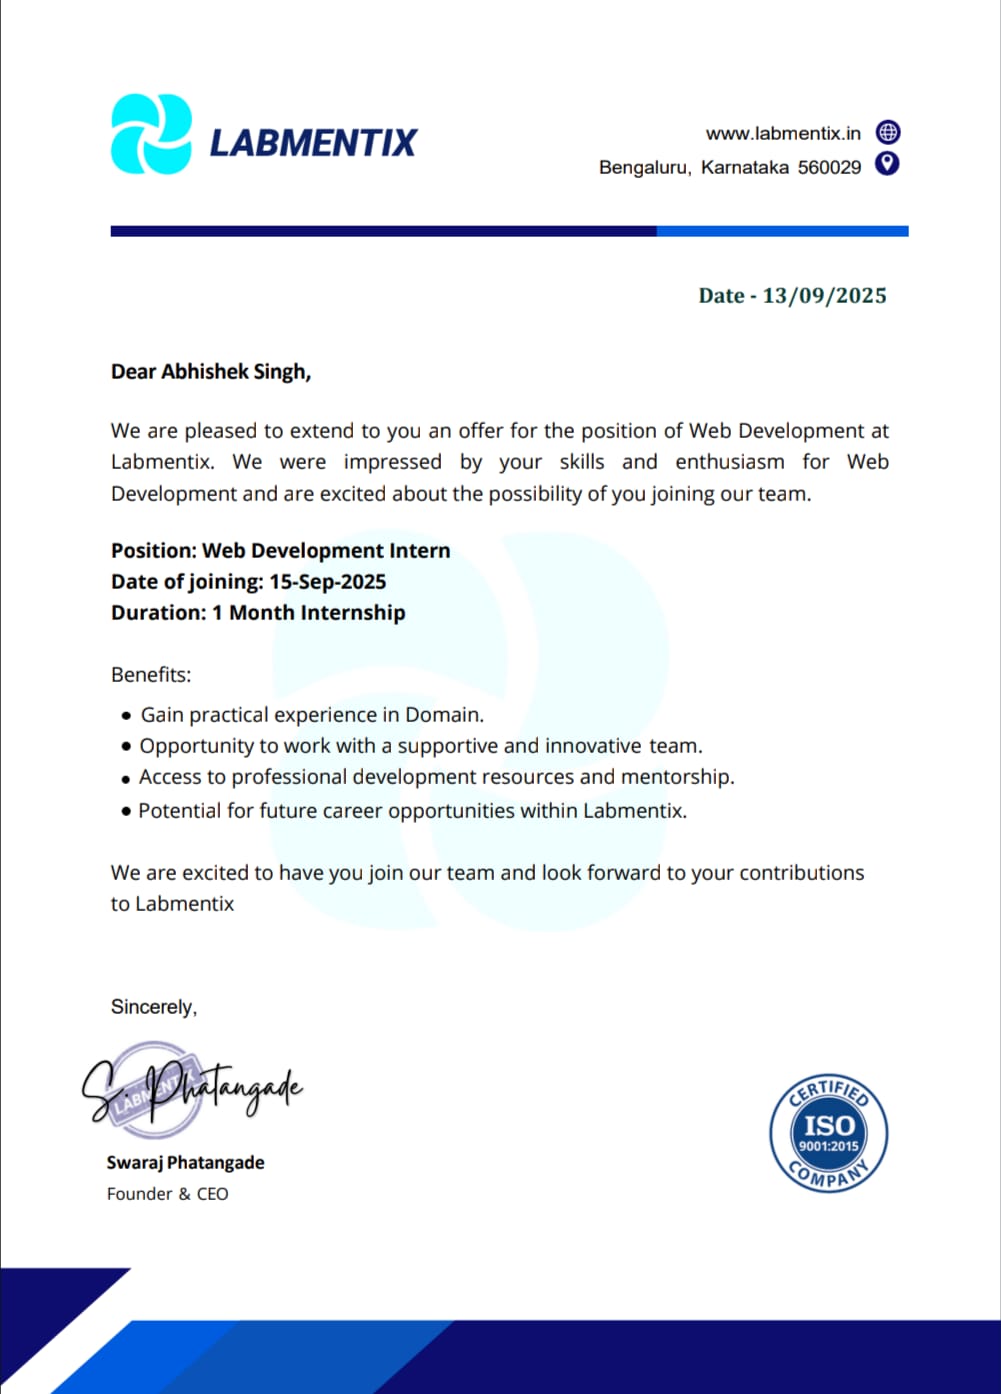 LABMENTIX
www.labmentix.in
Bengaluru, Karnataka 560029
Date - 13/09/2025
Dear Abhishek Singh,
We are pleased to extend to you an offer for the position of Web Development at
Labmentix. We were impressed by your skills and enthusiasm for Web
Development and are excited about the possibility of you joining our team.
Position: Web Development Intern
Date of joining: 15-Sep-2025
Duration: 1 Month Internship
Benefits:
● Gain practical experience in Domain.
● Opportunity to work with a supportive and innovative team.
● Access to professional development resources and mentorship.
● Potential for future career opportunities within Labmentix.
We are excited to have you join our team and look forward to your contributions
to Labmentix
Sincerely,
LABMENTIX
S. Phatangade
Swaraj Phatangade
Founder & CEO
CERTIFIED
ISO
9001:2015
COMPANY